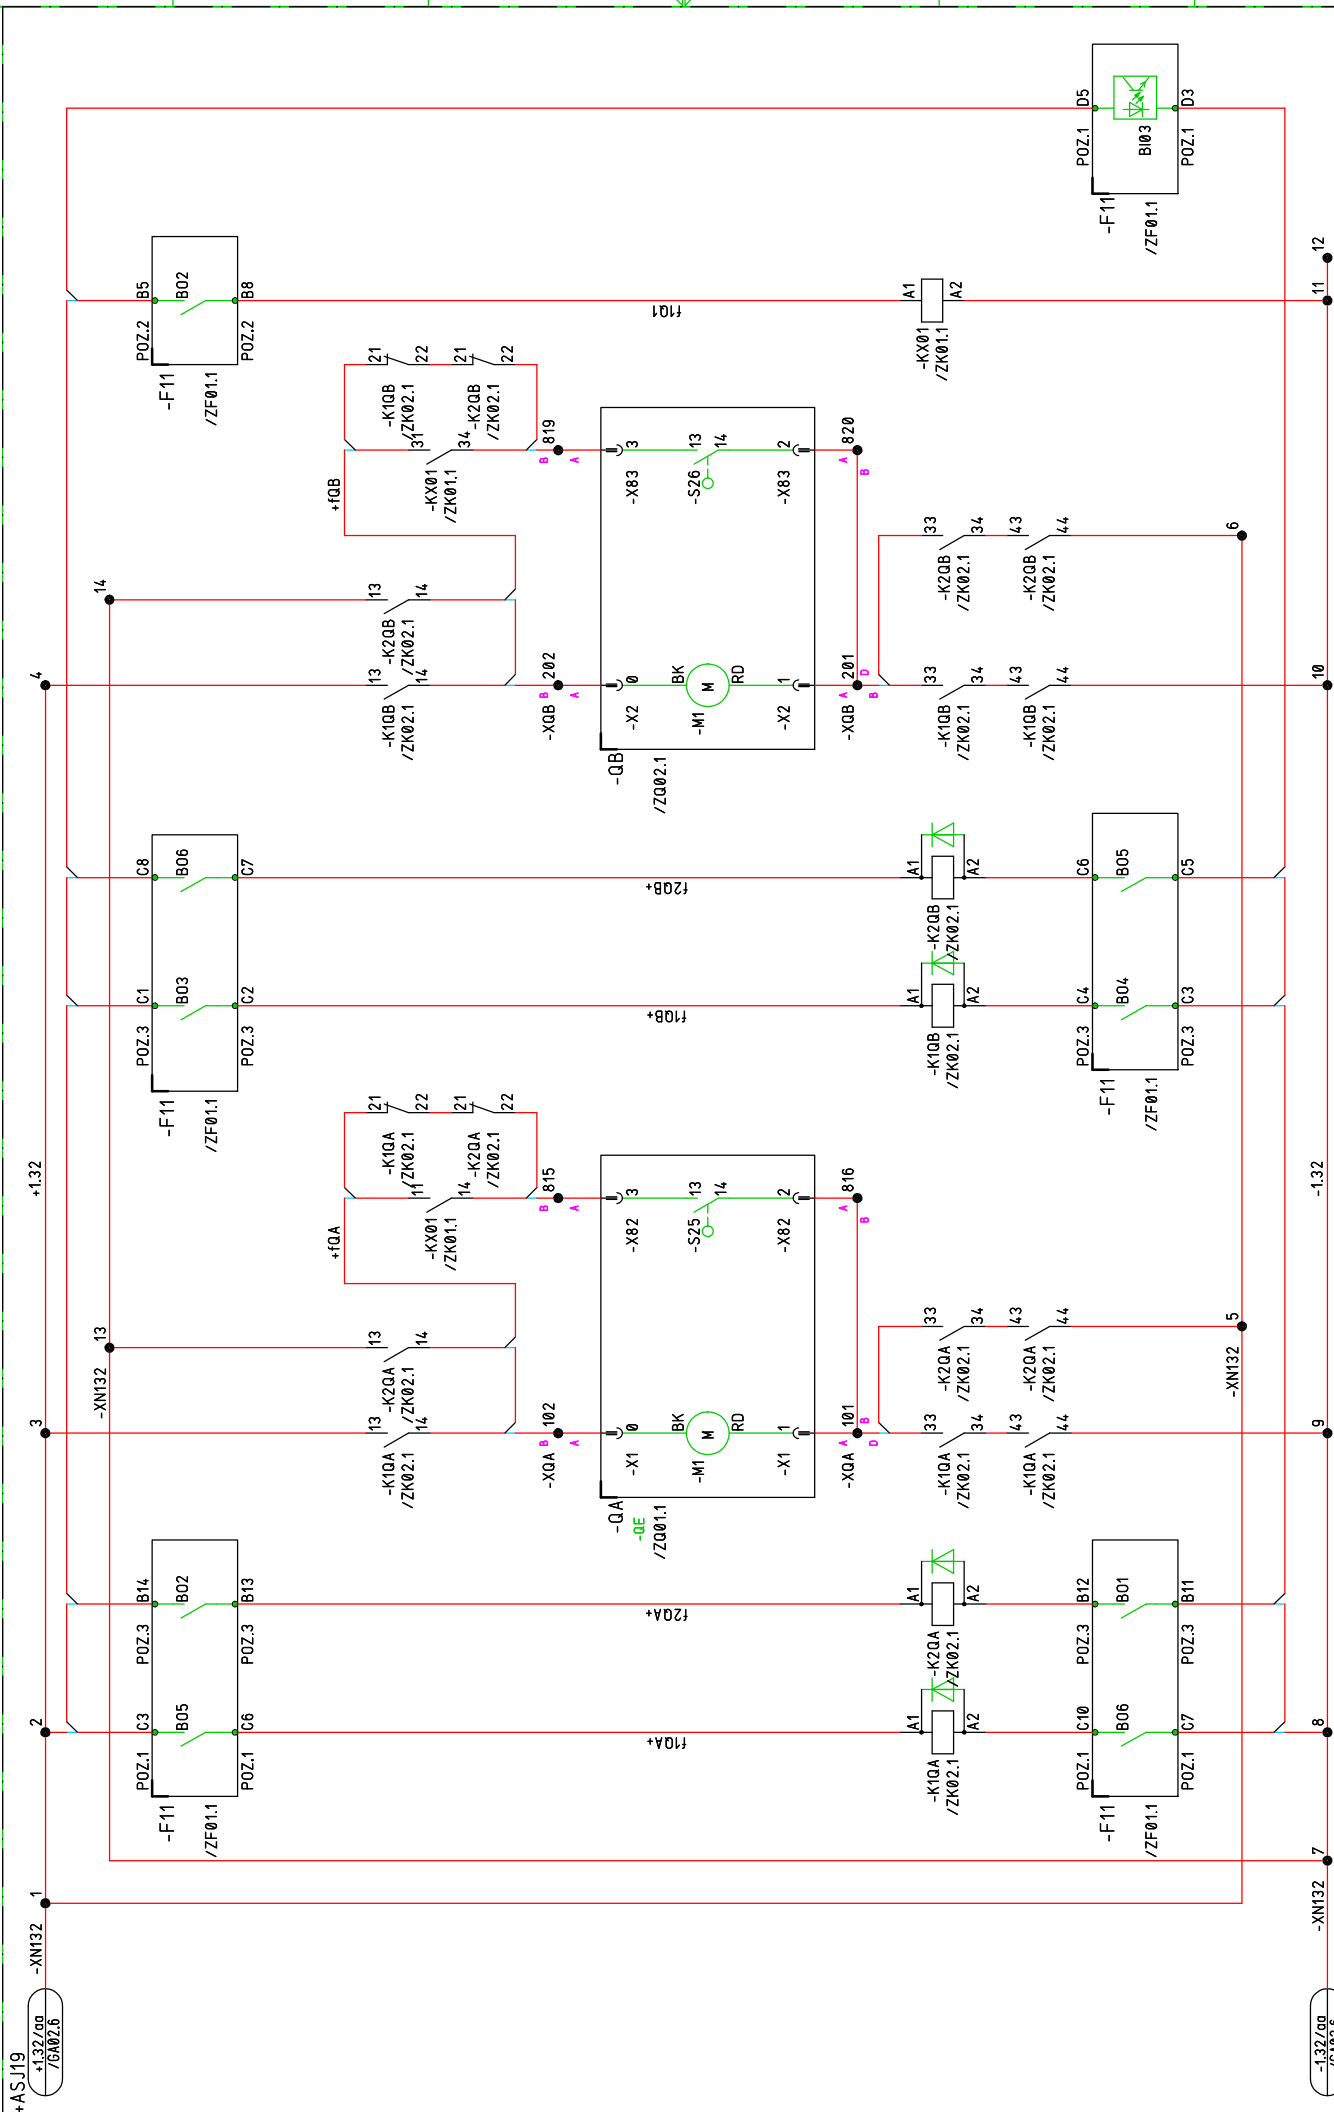 +ASJ19
+1.32/aa
/GA02.6
-XN132
1
2
3
+1.32
4
-XN132
13
14
POZ.1
C3
POZ.3
B14
POZ.3
C1
C8
POZ.2
B5
-F11
/ZF01.1
BO5
BO2
-F11
/ZF01.1
BO3
BO6
-F11
/ZF01.1
BO2
POZ.1
C6
POZ.3
B13
POZ.3
C2
C7
POZ.2
B8
+fQA
+fQB
-K1QA
/ZK02.1
13
14
-K2QA
/ZK02.1
13
14
-KX01
/ZK01.1
11
14
-K1QA
/ZK02.1
21
22
-K2QA
/ZK02.1
21
22
-K1QB
/ZK02.1
13
14
-K2QB
/ZK02.1
13
14
-KX01
/ZK01.1
31
34
-K1QB
/ZK02.1
21
22
-K2QB
/ZK02.1
21
22
-XQA
B
102
A
B
815
A
-XQB
B
202
A
B
819
A
-QA
-QE
/ZQ01.1
-X1
0
-M1
BK
M
RD
-X1
1
-X82
3
-S25
13
14
-X82
2
-QB
/ZQ02.1
-X2
0
-M1
BK
M
RD
-X2
1
-X83
3
-S26
13
14
-X83
2
f1QA+
f2QA+
f1QB+
f2QB+
f1Q1
-XQA
A
101
D
B
A
816
B
-XQB
A
201
B
D
A
820
B
-K1QA
/ZK02.1
A1
A2
-K2QA
/ZK02.1
A1
A2
-K1QA
/ZK02.1
33
34
-K1QA
/ZK02.1
43
44
-K2QA
/ZK02.1
33
34
-K2QA
/ZK02.1
43
44
-K1QB
/ZK02.1
A1
A2
-K2QB
/ZK02.1
A1
A2
-K1QB
/ZK02.1
33
34
-K1QB
/ZK02.1
43
44
-K2QB
/ZK02.1
33
34
-K2QB
/ZK02.1
43
44
-KX01
/ZK01.1
A1
A2
POZ.1
C10
POZ.3
B12
POZ.3
C4
C6
POZ.1
D5
-F11
/ZF01.1
BO6
BO1
-F11
/ZF01.1
BO4
BO5
-F11
/ZF01.1
BI03
POZ.1
C7
POZ.3
B11
POZ.3
C3
C5
POZ.1
D3
-XN132
5
6
-1.32/aa
-XN132
7
8
9
-1.32
10
11
12